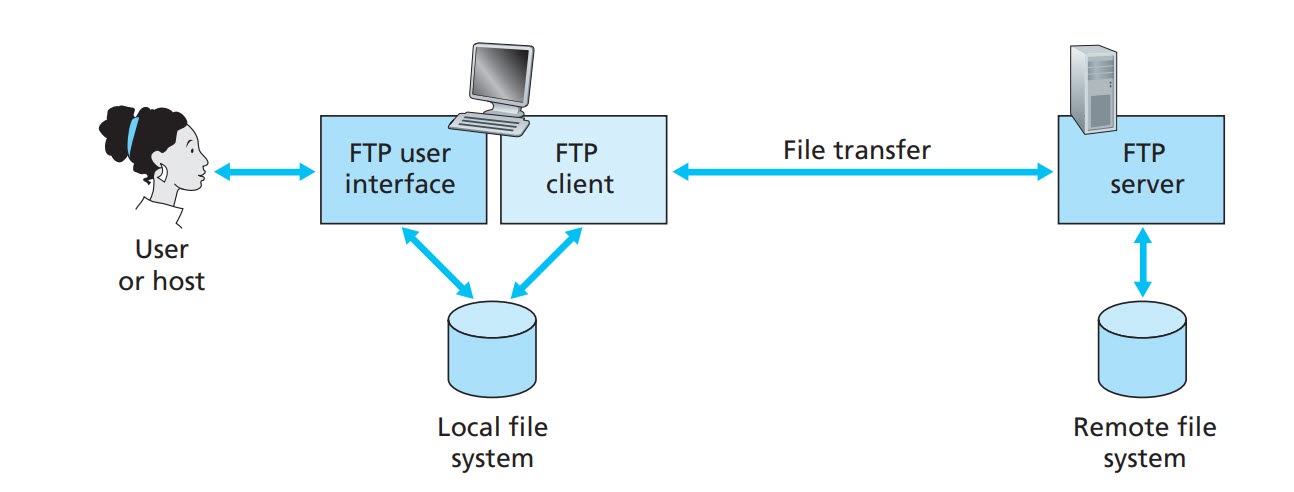 User
or host
FTP user
interface
FTP
client
File transfer
FTP
server
Local file
system
Remote file
system